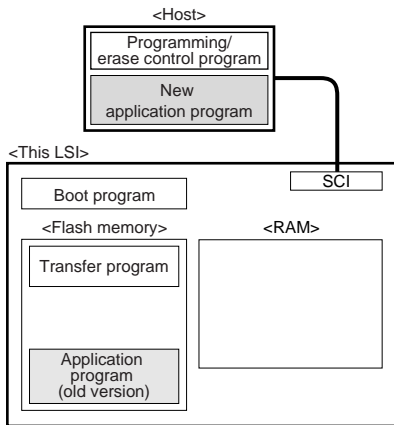 <Host>
Programming/
erase control program
New
application program
<This LSI>
SCI
Boot program
<Flash memory>
<RAM>
Transfer program
Application
program
(old version)